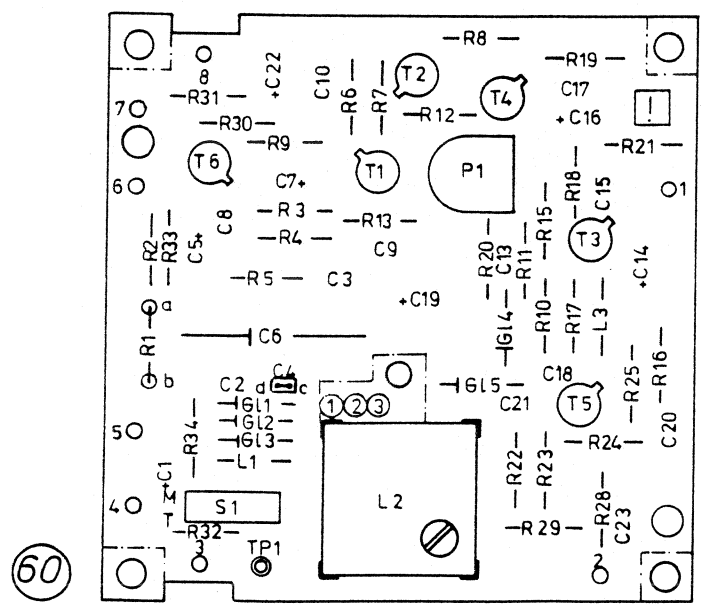 R8
8
C22
C10
R6
R7
T2
R19
7
R31
T4
C17
+
C16
R12
R30
R9
R21
T6
T1
P1
6
C7+
R18
C15
1
R3
R13
R15
R2
R33
C5+
C8
R4
C9
R20
C13
R11
T3
R5
C3
+C14
a
+C19
R1
C6
Gl4
R10
R17
L3
C4
b
C2
d
c
Gl5
C18
R25
R16
Gl1
1
2
3
C21
T5
5
R34
Gl2
Gl3
R24
C20
L1
+C1
R22
R23
M
S1
L2
4
T
R28
R32
R29
C23
3
TP1
2
60